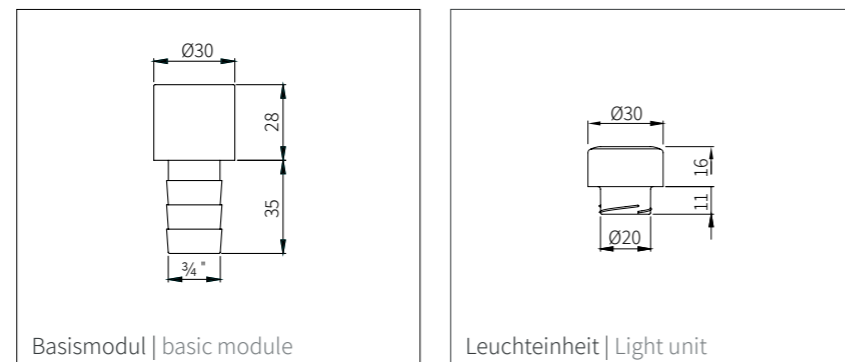 Ø30
28
35
¾ "
Basismodul | basic module
Ø30
16
11
Ø20
Leuchteinheit | Light unit